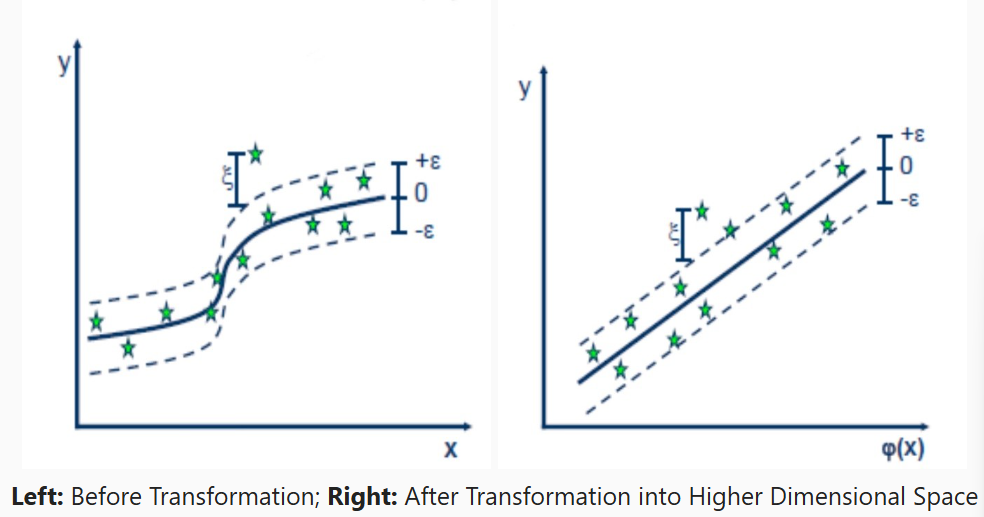 y
ξ
+ε
0
-ε
x
y
ξ
+ε
0
-ε
φ(x)
Left: Before Transformation; Right: After Transformation into Higher Dimensional Space